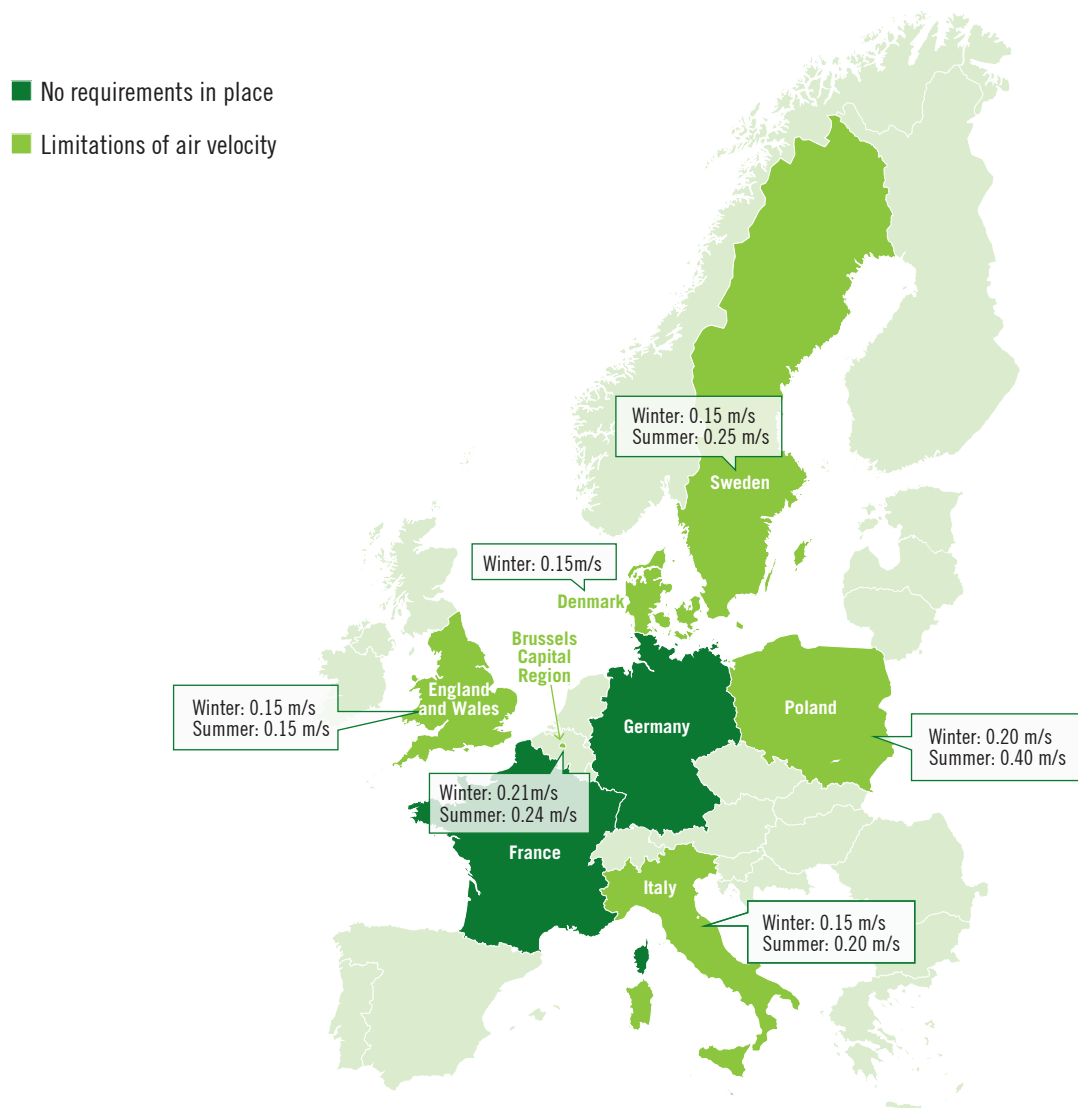 No requirements in place
Limitations of air velocity
Winter: 0.15 m/s
Summer: 0.25 m/s
Sweden
Winter: 0.15m/s
Denmark
Brussels
Capital
Region
England
and Wales
Winter: 0.15 m/s
Summer: 0.15 m/s
Germany
Poland
Winter: 0.20 m/s
Summer: 0.40 m/s
Winter: 0.21m/s
Summer: 0.24 m/s
France
Italy
Winter: 0.15 m/s
Summer: 0.20 m/s